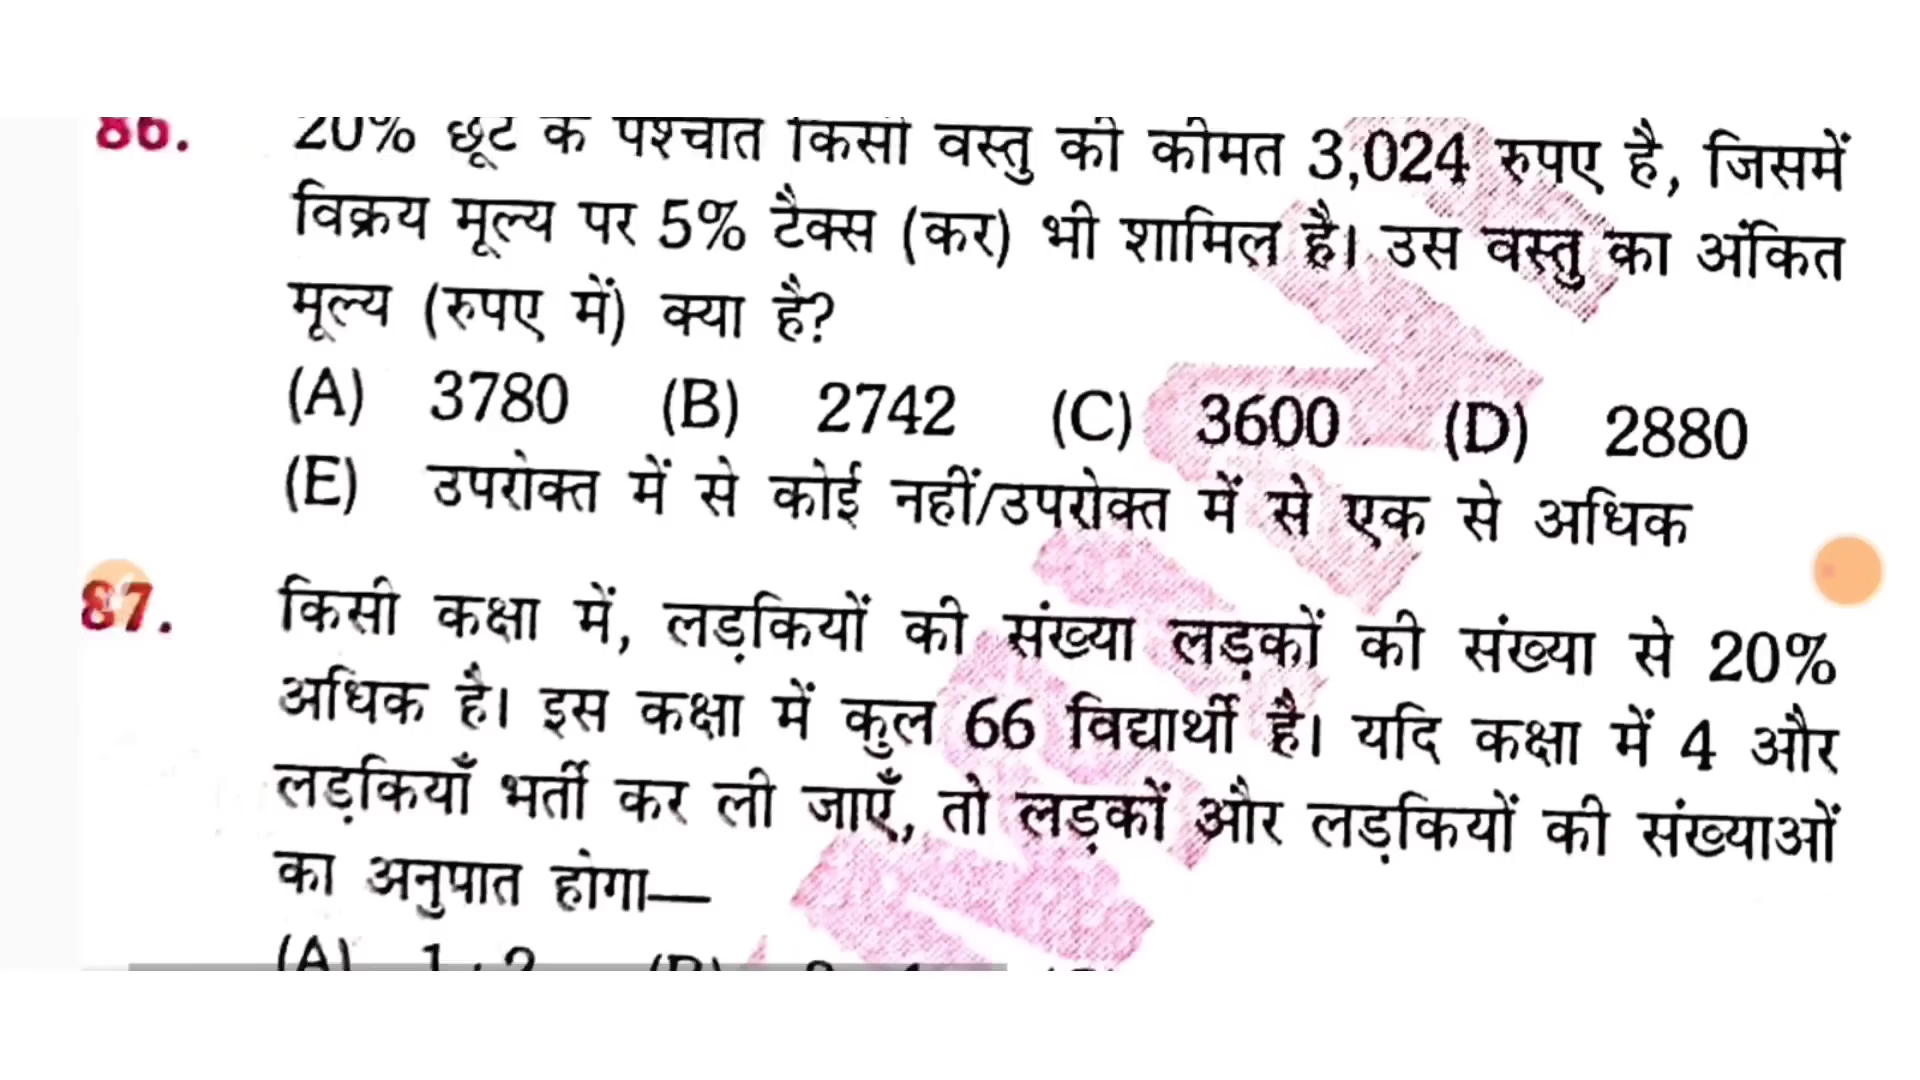 86. 20% छूट के पश्चात किसी वस्तु की कीमत 3,024 रुपए है, जिसमें
विक्रय मूल्य पर 5% टैक्स (कर) भी शामिल है। उस वस्तु का अंकित
मूल्य (रुपए में) क्या है?
(A) 3780 (B) 2742 (C) 3600 (D) 2880
(E) उपरोक्त में से कोई नहीं/उपरोक्त में से एक से अधिक
87. किसी कक्षा में, लड़कियों की संख्या लड़कों की संख्या से 20%
अधिक है। इस कक्षा में कुल 66 विद्यार्थी है। यदि कक्षा में 4 और
लड़कियाँ भर्ती कर ली जाएँ, तो लड़कों और लड़कियों की संख्याओं
का अनुपात होगा—
(A) 1 : 2 (B)